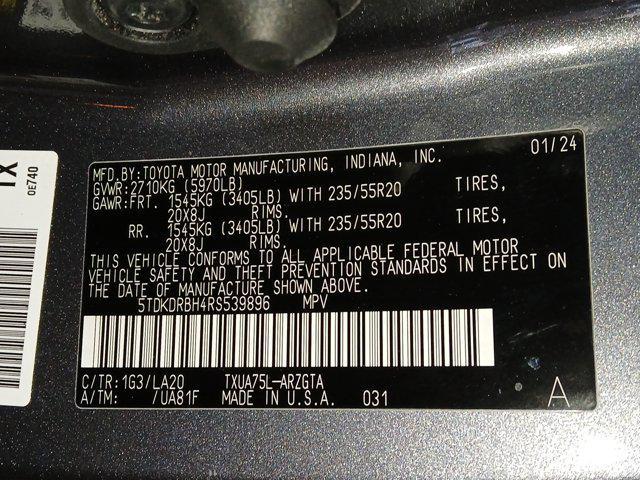 TX
0E740
MFD.BY:TOYOTA MOTOR MANUFACTURING, INDIANA, INC. 01/24
GVWR:2710KG (5970LB)
GAWR:FRT. 1545KG (3405LB) WITH 235/55R20 TIRES,
20X8J RIMS.
RR. 1545KG (3405LB) WITH 235/55R20 TIRES,
20X8J RIMS.
THIS VEHICLE CONFORMS TO ALL APPLICABLE FEDERAL MOTOR
VEHICLE SAFETY AND THEFT PREVENTION STANDARDS IN EFFECT ON
THE DATE OF MANUFACTURE SHOWN ABOVE.
5TDKDRBH4RS539896 MPV
C/TR:1G3/LA20 TXUA75L-ARZGTA
A/TM: /UA81F MADE IN U.S.A. 031 A